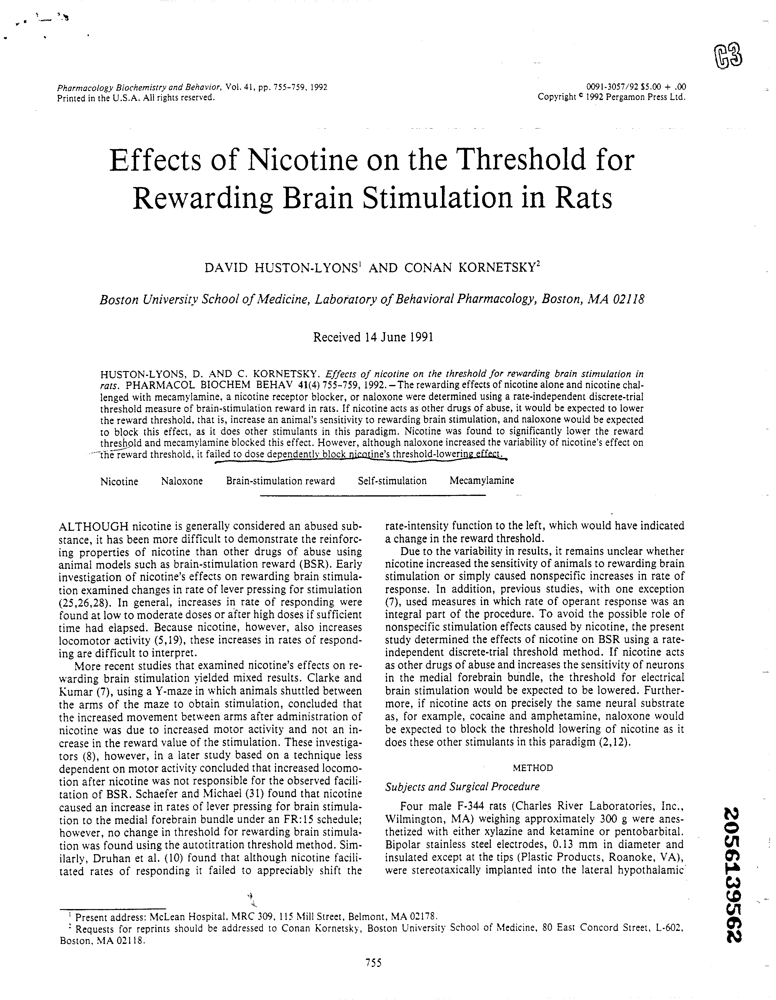 C3
Pharmacology Biochemistry and Behavior, Vol. 41, pp. 755–759, 1992
Printed in the U.S.A. All rights reserved.
0091-3057/92 $5.00 + .00
Copyright © 1992 Pergamon Press Ltd.
Effects of Nicotine on the Threshold for
Rewarding Brain Stimulation in Rats
DAVID HUSTON-LYONS¹ AND CONAN KORNETSKY²
Boston University School of Medicine, Laboratory of Behavioral Pharmacology, Boston, MA 02118
Received 14 June 1991
HUSTON-LYONS, D. AND C. KORNETSKY. Effects of nicotine on the threshold for rewarding brain stimulation in
rats. PHARMACOL BIOCHEM BEHAV 41(4) 755–759, 1992.—The rewarding effects of nicotine alone and nicotine chal-
lenged with mecamylamine, a nicotine receptor blocker, or naloxone were determined using a rate-independent discrete-trial
threshold measure of brain-stimulation reward in rats. If nicotine acts as other drugs of abuse, it would be expected to lower
the reward threshold, that is, increase an animal's sensitivity to rewarding brain stimulation, and naloxone would be expected
to block this effect, as it does other stimulants in this paradigm. Nicotine was found to significantly lower the reward
threshold and mecamylamine blocked this effect. However, although naloxone increased the variability of nicotine's effect on
the reward threshold, it failed to dose dependently block nicotine's threshold-lowering effect.
Nicotine Naloxone Brain-stimulation reward Self-stimulation Mecamylamine
ALTHOUGH nicotine is generally considered an abused sub-
stance, it has been more difficult to demonstrate the reinforc-
ing properties of nicotine than other drugs of abuse using
animal models such as brain-stimulation reward (BSR). Early
investigation of nicotine's effects on rewarding brain stimula-
tion examined changes in rate of lever pressing for stimulation
(25,26,28). In general, increases in rate of responding were
found at low to moderate doses or after high doses if sufficient
time had elapsed. Because nicotine, however, also increases
locomotor activity (5,19), these increases in rates of respond-
ing are difficult to interpret.
More recent studies that examined nicotine's effects on re-
warding brain stimulation yielded mixed results. Clarke and
Kumar (7), using a Y-maze in which animals shuttled between
the arms of the maze to obtain stimulation, concluded that
the increased movement between arms after administration of
nicotine was due to increased motor activity and not an in-
crease in the reward value of the stimulation. These investiga-
tors (8), however, in a later study based on a technique less
dependent on motor activity concluded that increased locomo-
tion after nicotine was not responsible for the observed facili-
tation of BSR. Schaefer and Michael (31) found that nicotine
caused an increase in rates of lever pressing for brain stimula-
tion to the medial forebrain bundle under an FR:15 schedule;
however, no change in threshold for rewarding brain stimula-
tion was found using the autotitration threshold method. Sim-
ilarly, Druhan et al. (10) found that although nicotine facili-
tated rates of responding it failed to appreciably shift the
rate-intensity function to the left, which would have indicated
a change in the reward threshold.
Due to the variability in results, it remains unclear whether
nicotine increased the sensitivity of animals to rewarding brain
stimulation or simply caused nonspecific increases in rate of
response. In addition, previous studies, with one exception
(7), used measures in which rate of operant response was an
integral part of the procedure. To avoid the possible role of
nonspecific stimulation effects caused by nicotine, the present
study determined the effects of nicotine on BSR using a rate-
independent discrete-trial threshold method. If nicotine acts
as other drugs of abuse and increases the sensitivity of neurons
in the medial forebrain bundle, the threshold for electrical
brain stimulation would be expected to be lowered. Further-
more, if nicotine acts on precisely the same neural substrate
as, for example, cocaine and amphetamine, naloxone would
be expected to block the threshold lowering of nicotine as it
does these other stimulants in this paradigm (2,12).
METHOD
Subjects and Surgical Procedure
Four male F-344 rats (Charles River Laboratories, Inc.,
Wilmington, MA) weighing approximately 300 g were anes-
thetized with either xylazine and ketamine or pentobarbital.
Bipolar stainless steel electrodes, 0.13 mm in diameter and
insulated except at the tips (Plastic Products, Roanoke, VA),
were stereotaxically implanted into the lateral hypothalamic
¹ Present address: McLean Hospital, MRC 309, 115 Mill Street, Belmont, MA 02178.
² Requests for reprints should be addressed to Conan Kornetsky, Boston University School of Medicine, 80 East Concord Street, L-602,
Boston, MA 02118.
755
2056139562